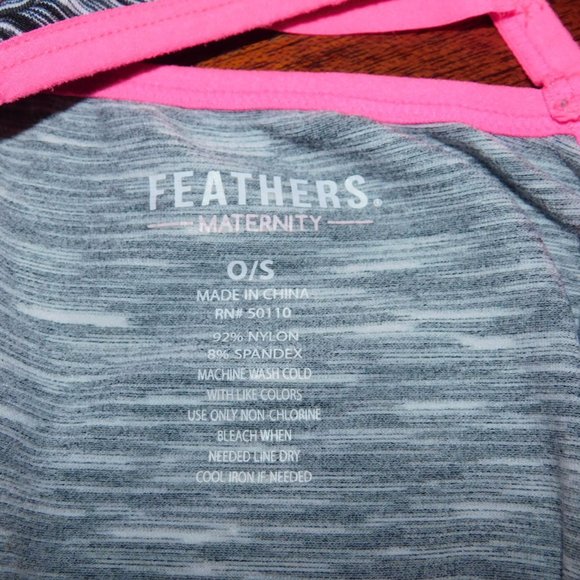 FEATHERS.
MATERNITY
O/S
MADE IN CHINA
RN# 50110
92% NYLON
8% SPANDEX
MACHINE WASH COLD
WITH LIKE COLORS
USE ONLY NON-CHLORINE
BLEACH WHEN
NEEDED LINE DRY
COOL IRON IF NEEDED